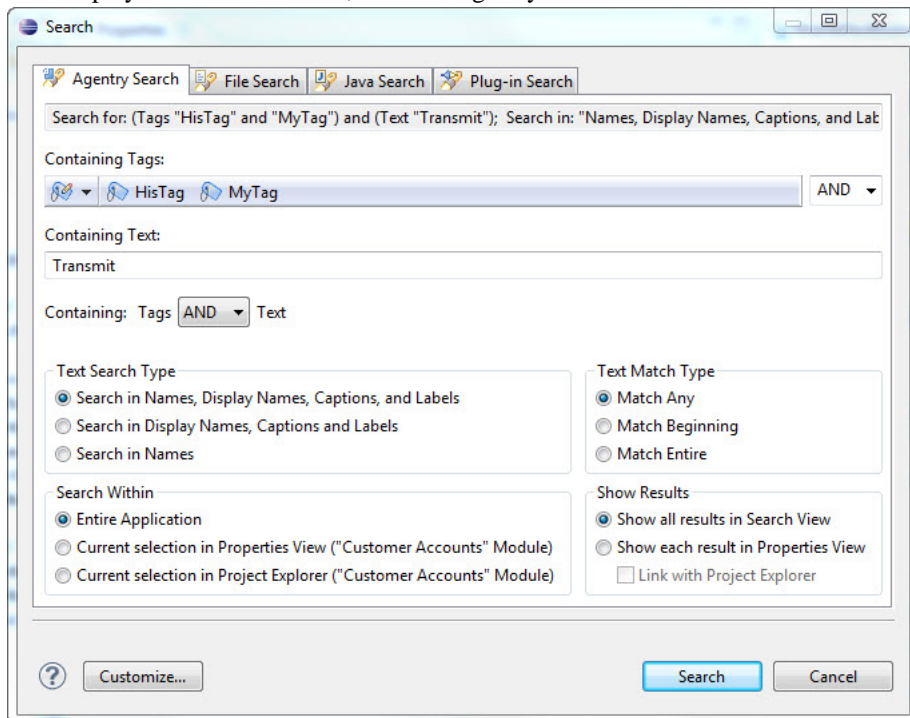 Search
Agentry Search File Search Java Search Plug-in Search
Search for: (Tags "HisTag" and "MyTag") and (Text "Transmit"); Search in: "Names, Display Names, Captions, and Lab
Containing Tags:
HisTag MyTag AND
Containing Text:
Transmit
Containing: Tags AND Text
Text Search Type
Search in Names, Display Names, Captions, and Labels
Search in Display Names, Captions and Labels
Search in Names
Text Match Type
Match Any
Match Beginning
Match Entire
Search Within
Entire Application
Current selection in Properties View ("Customer Accounts" Module)
Current selection in Project Explorer ("Customer Accounts" Module)
Show Results
Show all results in Search View
Show each result in Properties View
Link with Project Explorer
? Customize... Search Cancel